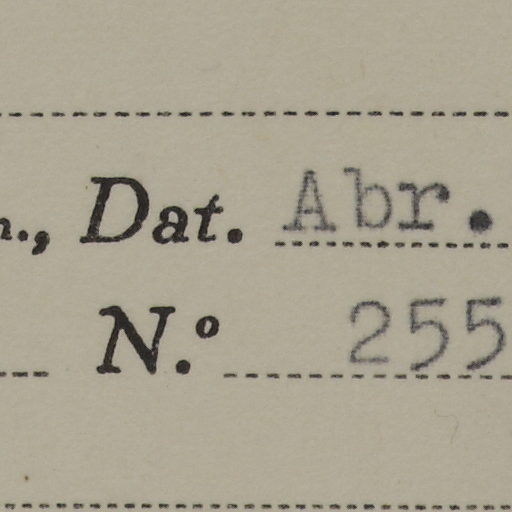 n., Dat. Abr.
N.º 255